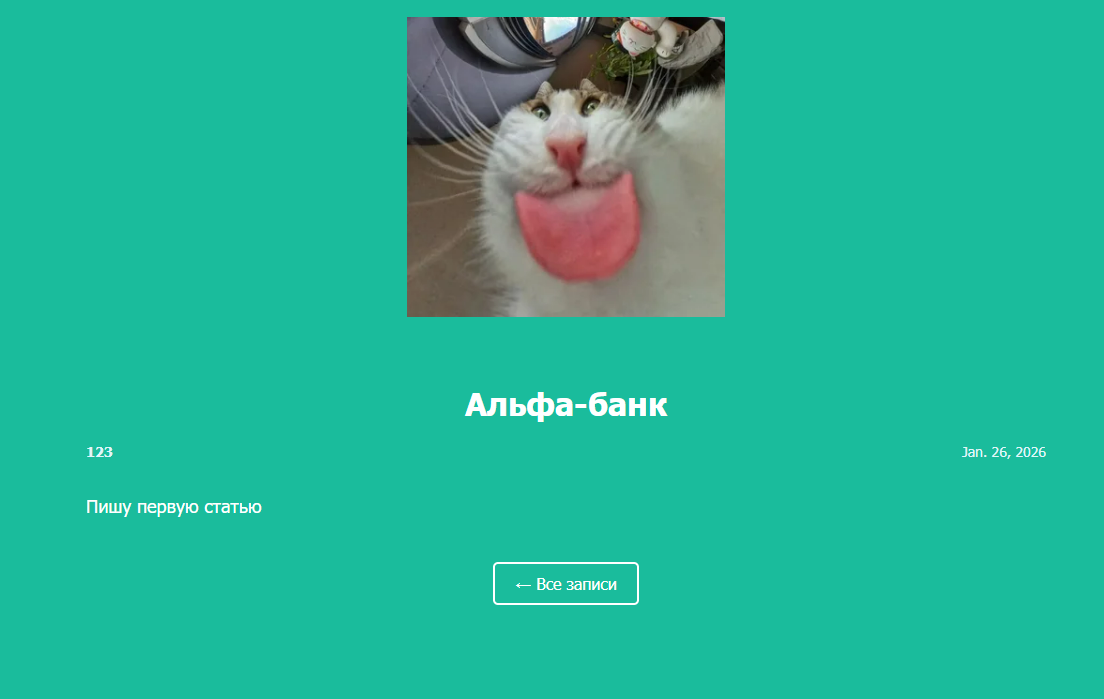 Альфа-банк
123
Jan. 26, 2026
Пишу первую статью
← Все записи